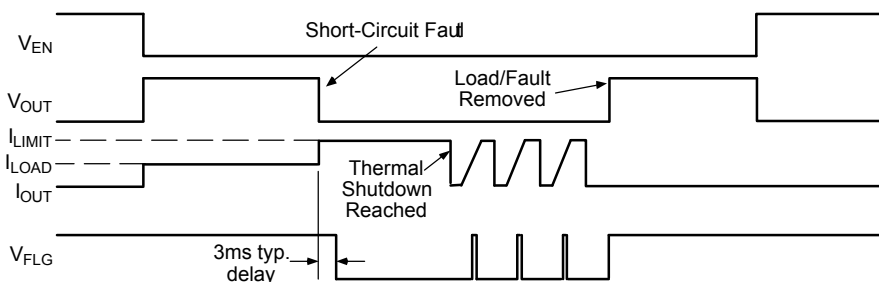 Short-Circuit Fault
VEN
Load/Fault
Removed
VOUT
ILIMIT
ILOAD
Thermal
Shutdown
Reached
IOUT
3ms typ.
delay
VFLG